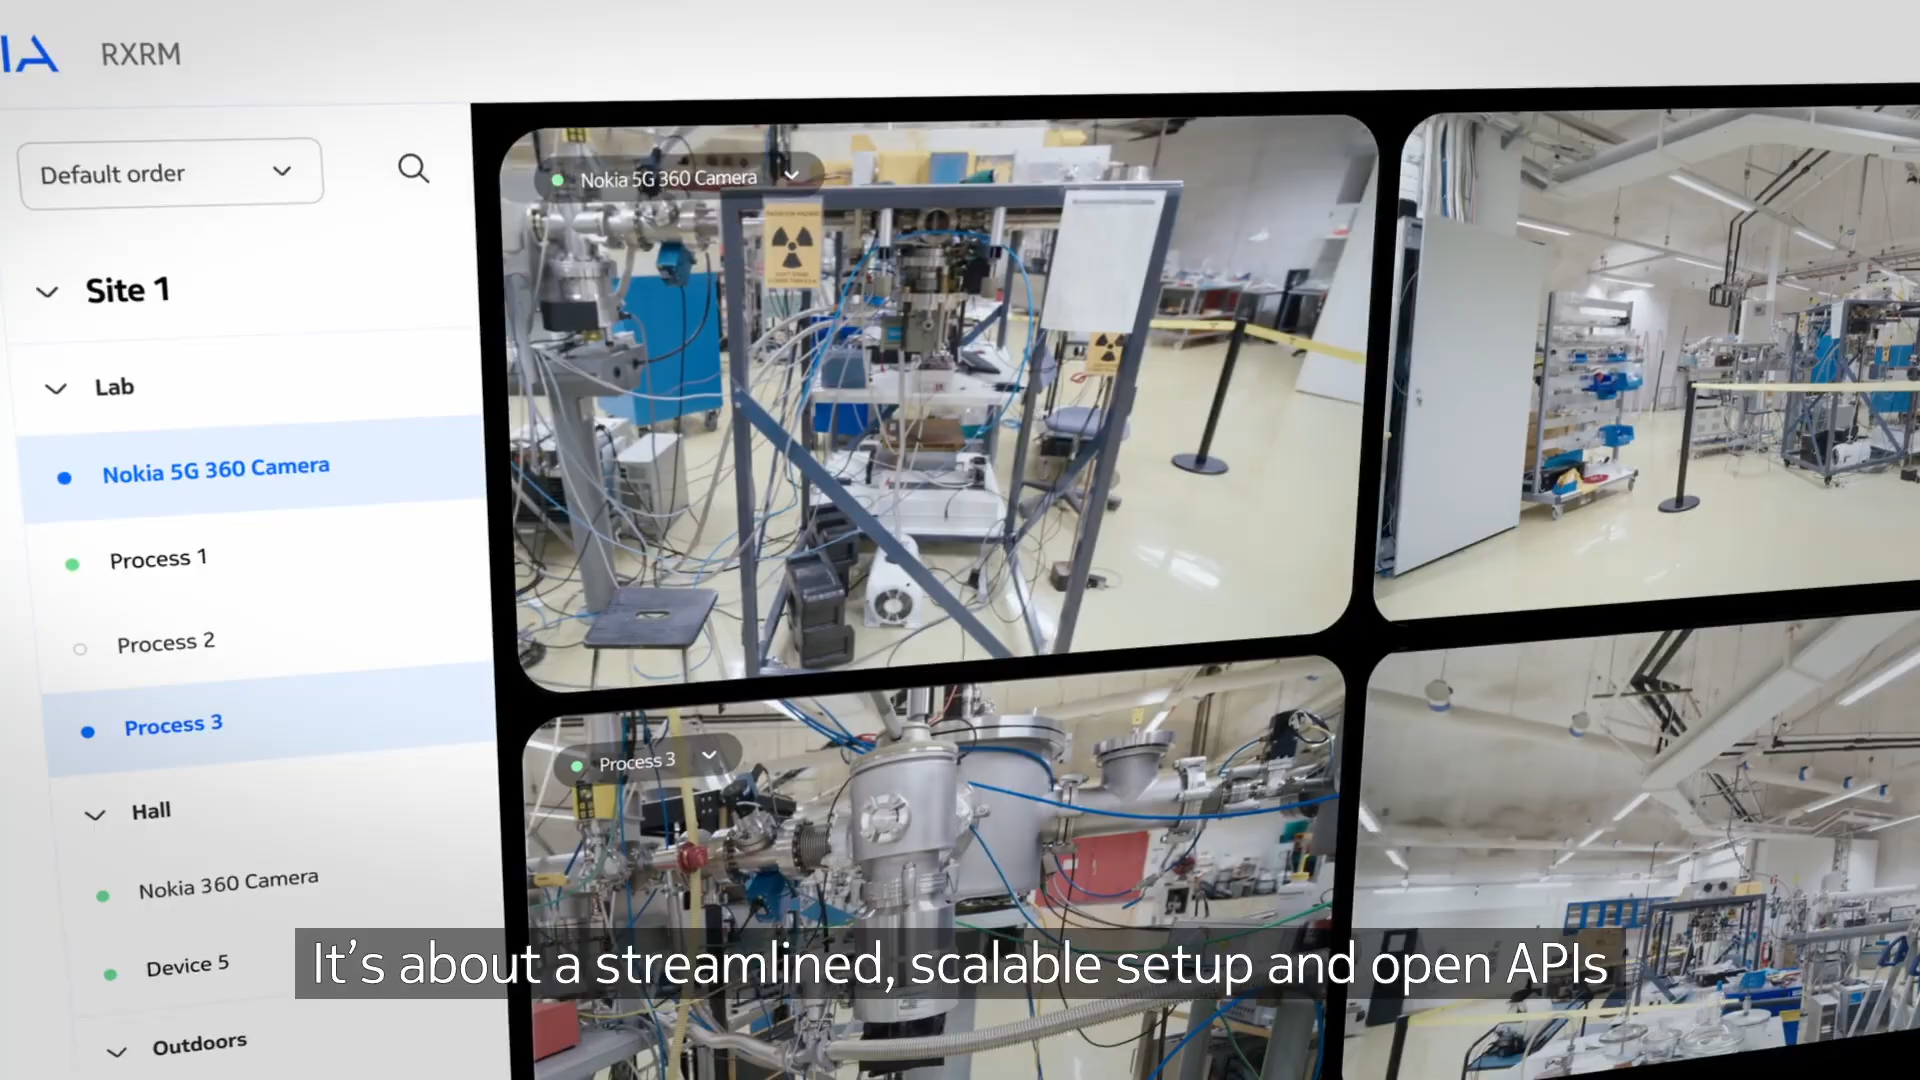 IA RXRM
Default order
Site 1
Lab
Nokia 5G 360 Camera
Process 1
Process 2
Process 3
Hall
Nokia 360 Camera
Device 5
Outdoors
Nokia 5G 360 Camera
Process 3
It's about a streamlined, scalable setup and open APIs